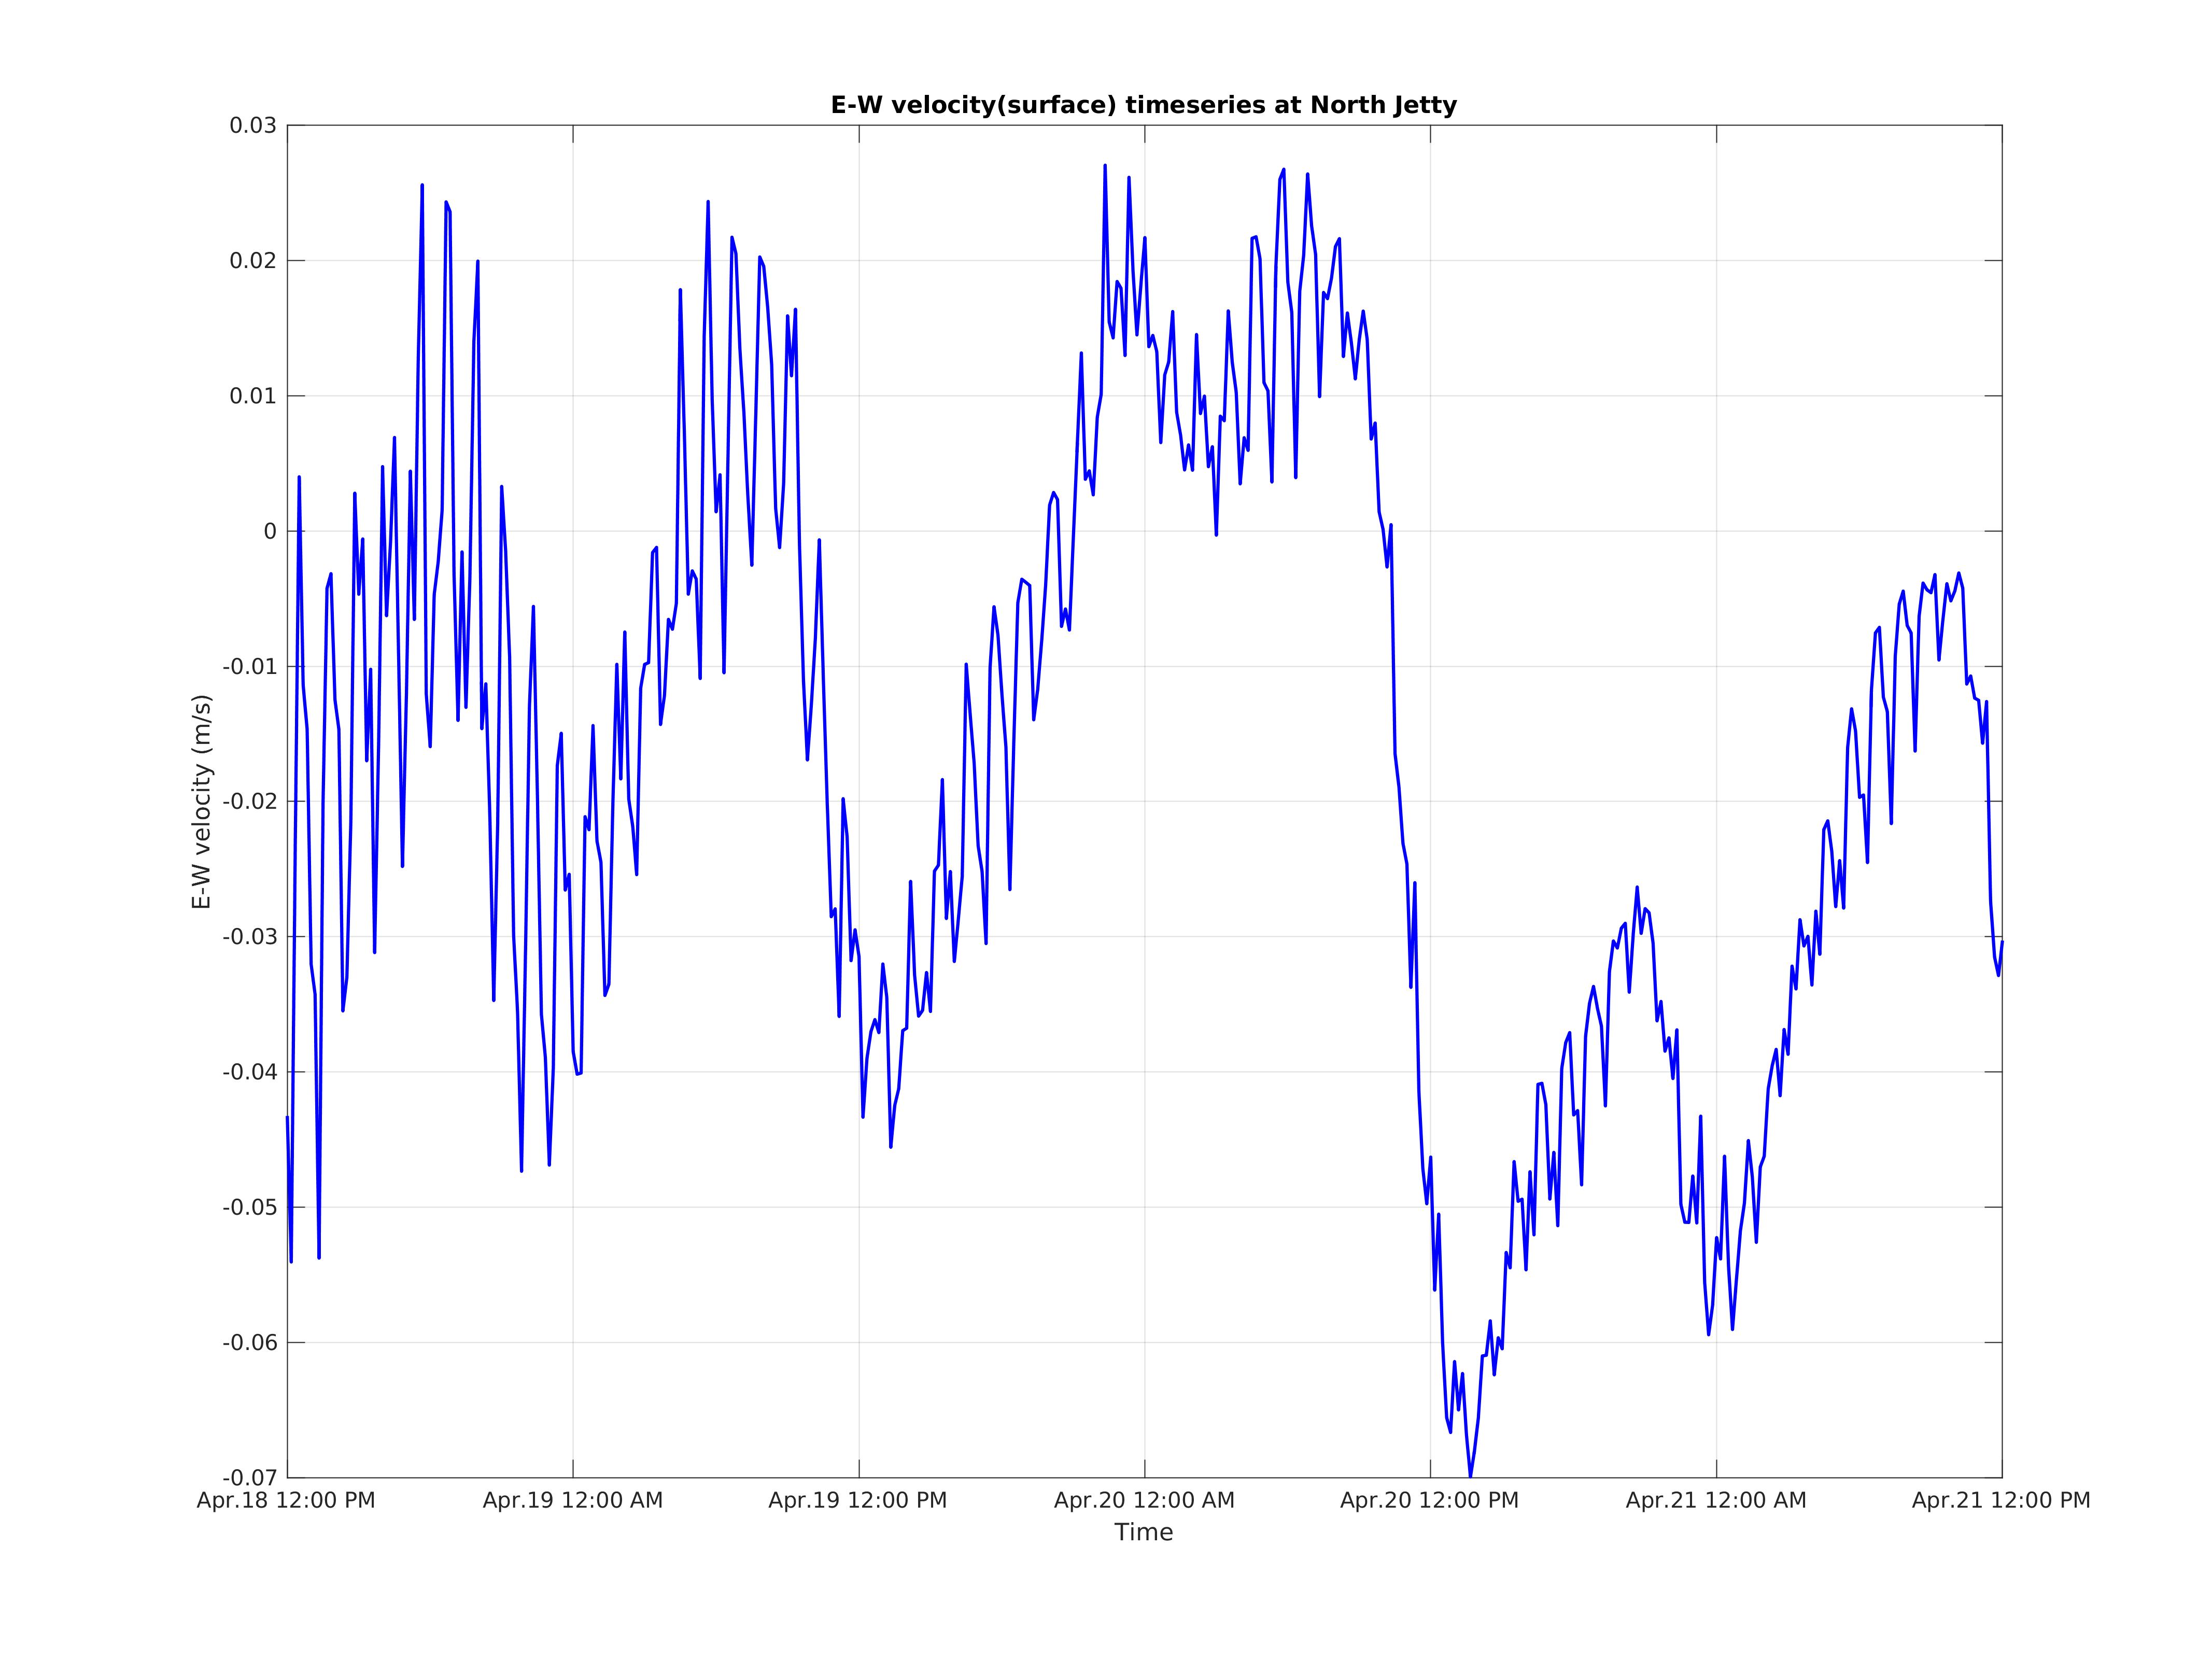 E-W velocity(surface) timeseries at North Jetty
0.03
0.02
0.01
0
-0.01
-0.02
-0.03
-0.04
-0.05
-0.06
-0.07
E-W velocity (m/s)
Apr.18 12:00 PM Apr.19 12:00 AM Apr.19 12:00 PM Apr.20 12:00 AM Apr.20 12:00 PM Apr.21 12:00 AM Apr.21 12:00 PM
Time